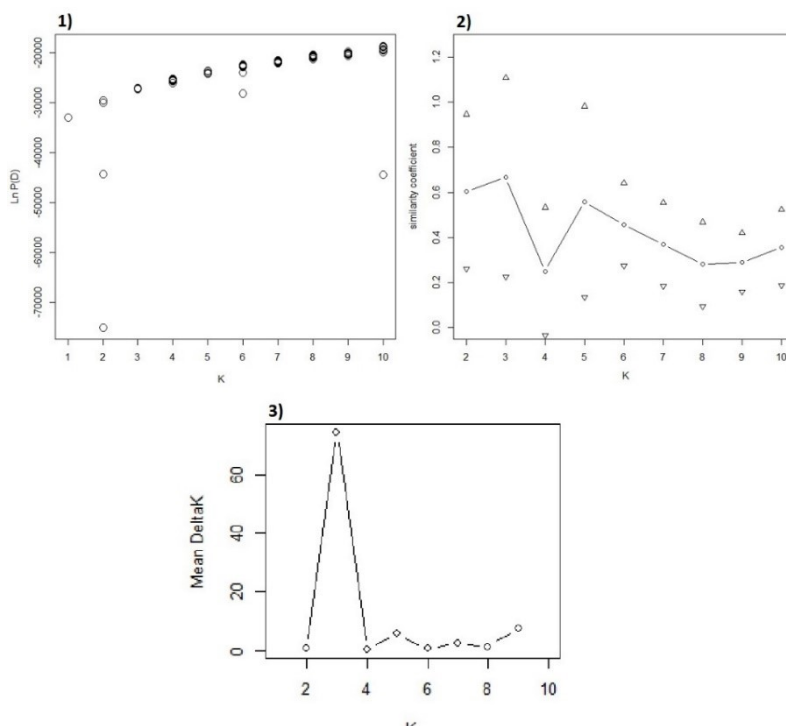 1)
Ln P(D)
-20000
-30000
-40000
-50000
-60000
-70000
1 2 3 4 5 6 7 8 9 10
K
2)
similarity coefficient
1.2
1.0
0.8
0.6
0.4
0.2
0.0
2 3 4 5 6 7 8 9 10
K
3)
Mean DeltaK
60
40
20
0
2 4 6 8 10
K